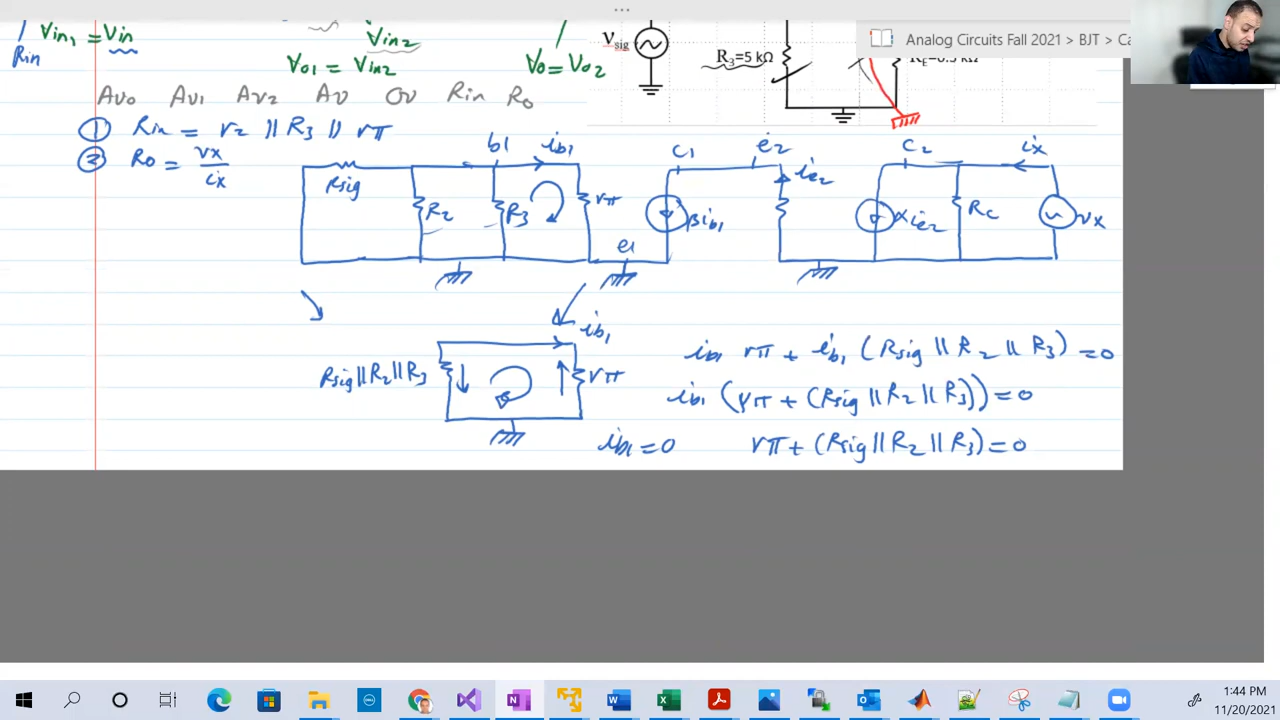 Vin1 = Vin
Rin
Vin2
Vo1 = Vin2
Vo = Vo2
Avo Av1 Av2 Av Gv Rin Ro
vsig
R3=5 kΩ
Analog Circuits Fall 2021 > BJT > Ca
① Rin = r2 || R3 || rπ
② Ro = vx / ix
Rsig
b1
ib1
R2
R3
rπ
e1
c1
βib1
e2
ie2
c2
αie2
RC
ix
vx
ib1
Rsig||R2||R3
rπ
ib1 rπ + ib1 (Rsig || R2 || R3) = 0
ib1 (rπ + (Rsig || R2 || R3)) = 0
ib1 = 0 rπ + (Rsig || R2 || R3) = 0
1:44 PM
11/20/2021